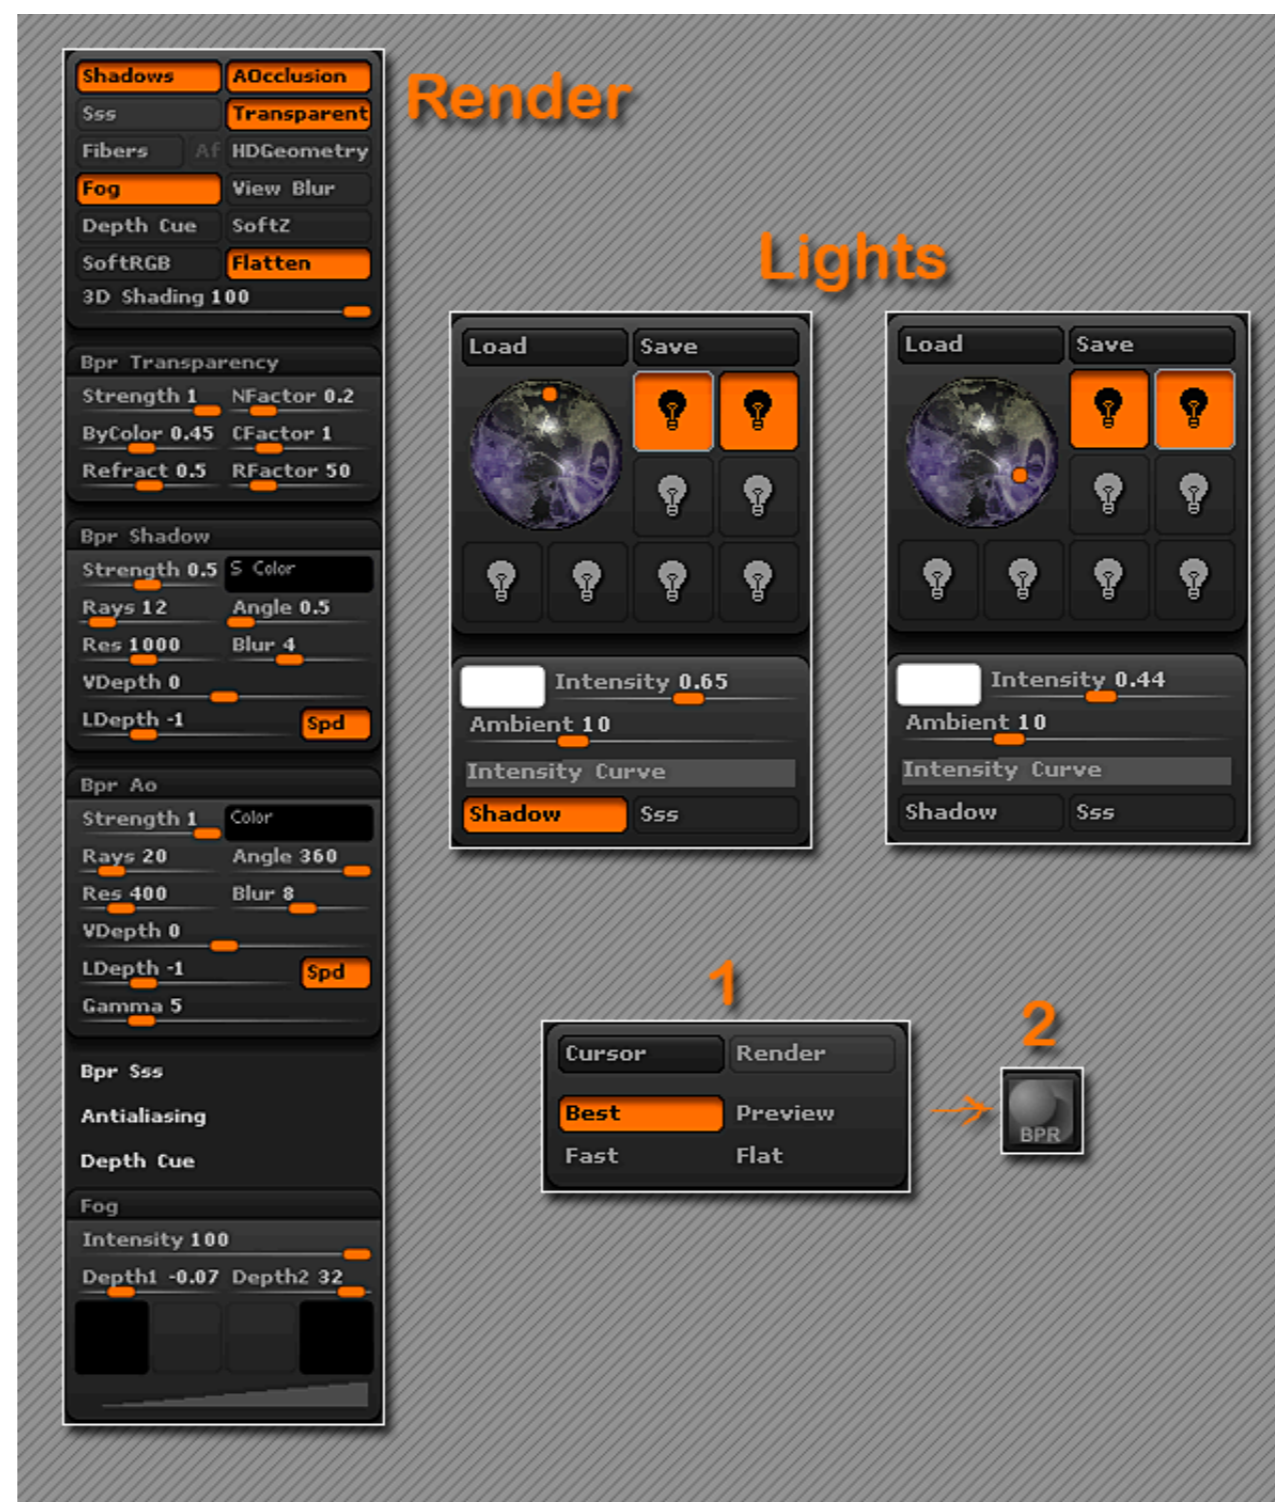 Render
Shadows AOcclusion
Sss Transparent
Fibers Af HDGeometry
Fog View Blur
Depth Cue SoftZ
SoftRGB Flatten
3D Shading 100
Bpr Transparency
Strength 1 NFactor 0.2
ByColor 0.45 CFactor 1
Refract 0.5 RFactor 50
Bpr Shadow
Strength 0.5 S Color
Rays 12 Angle 0.5
Res 1000 Blur 4
VDepth 0
LDepth -1 Spd
Bpr Ao
Strength 1 Color
Rays 20 Angle 360
Res 400 Blur 8
VDepth 0
LDepth -1 Spd
Gamma 5
Bpr Sss
Antialiasing
Depth Cue
Fog
Intensity 100
Depth1 -0.07 Depth2 32
Lights
Load Save
Intensity 0.65
Ambient 10
Intensity Curve
Shadow Sss
Load Save
Intensity 0.44
Ambient 10
Intensity Curve
Shadow Sss
1
Cursor Render
Best Preview
Fast Flat
2
BPR